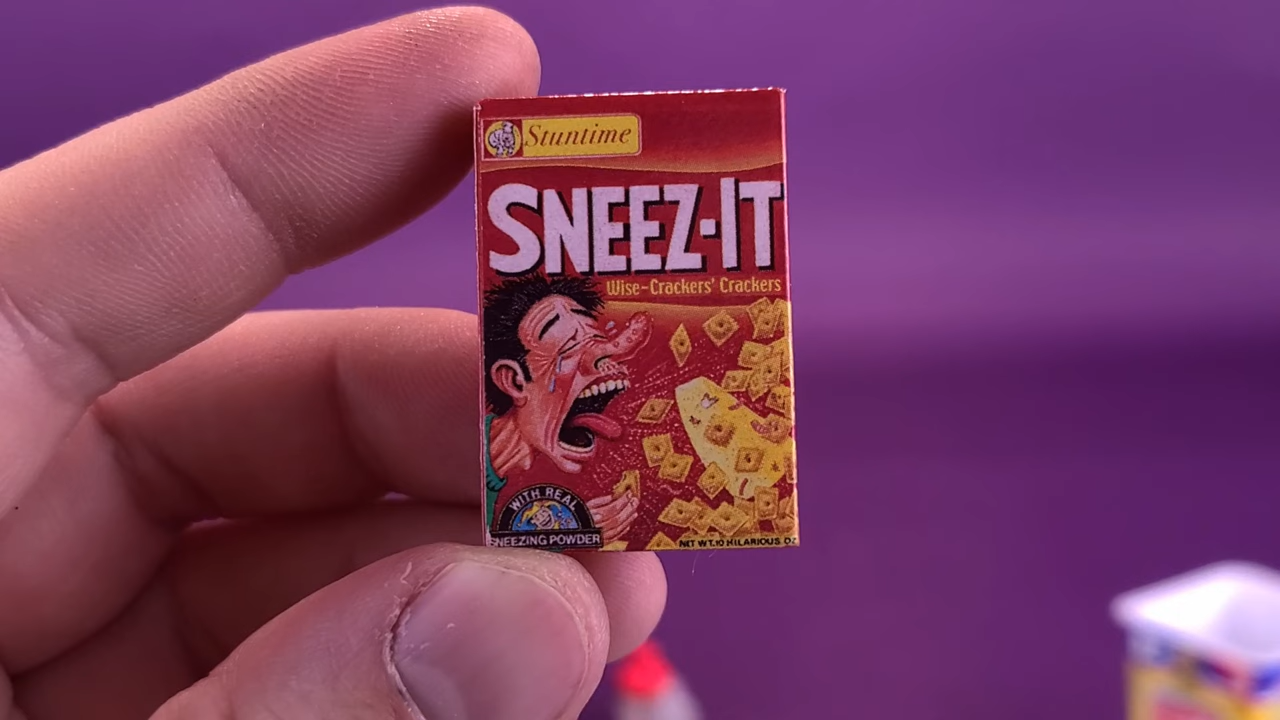 Stuntime
SNEEZ-IT
Wise-Crackers' Crackers
WITH REAL
SNEEZING POWDER
NET WT.10 HILARIOUS OZ